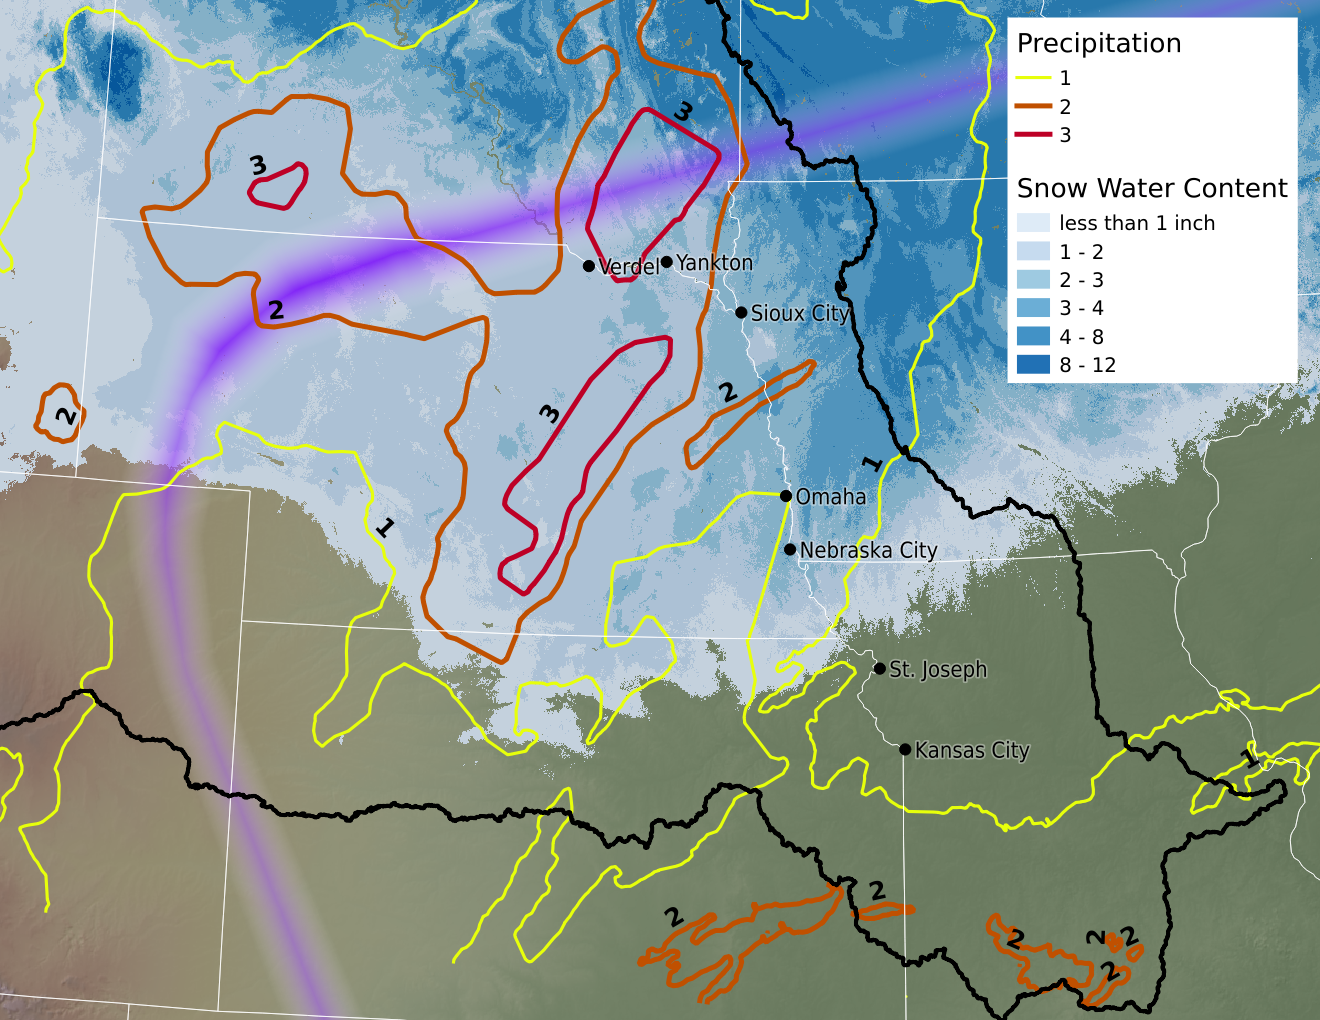 Precipitation
1
2
3
Snow Water Content
less than 1 inch
1 - 2
2 - 3
3 - 4
4 - 8
8 - 12
3
3
2
Verdel
Yankton
Sioux City
2
2
3
1
Omaha
1
Nebraska City
St. Joseph
Kansas City
1
2
2
2
2
2
2